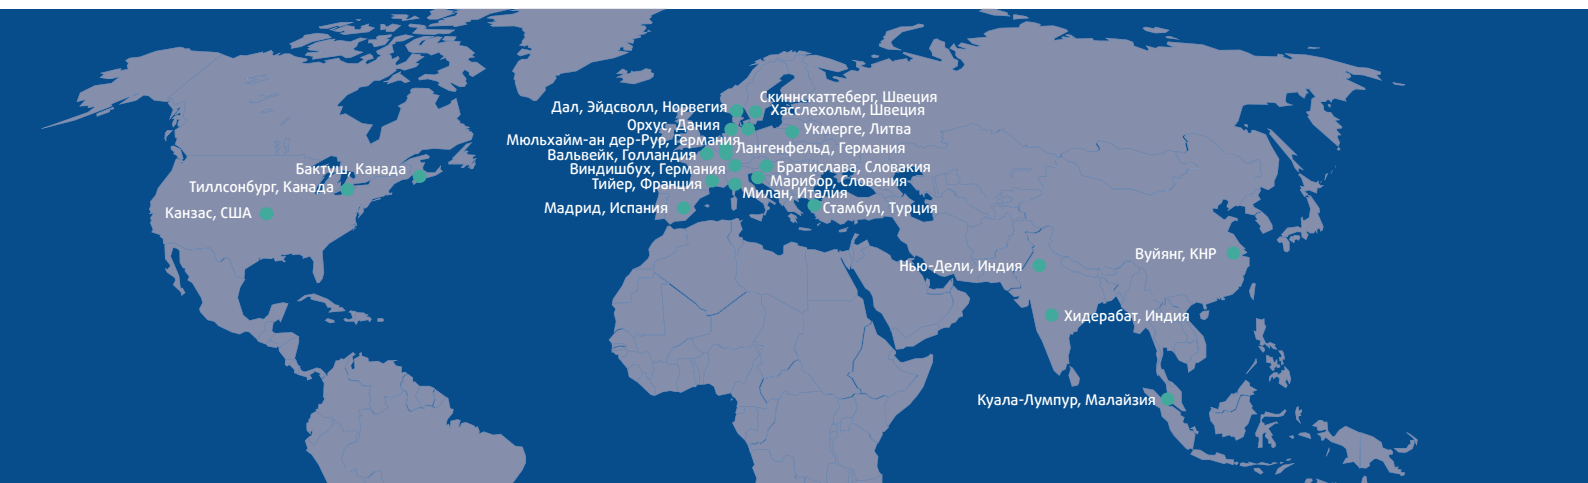 Скиннскаттеберг, Швеция
Дал, Эйдсволл, Норвегия
Хасслехольм, Швеция
Орхус, Дания
Укмерге, Литва
Мюльхайм-ан дер-Рур, Германия
Лангенфельд, Германия
Вальвейк, Голландия
Бактуш, Канада
Виндишбух, Германия
Братислава, Словакия
Тиллсонбург, Канада
Тийер, Франция
Марибор, Словения
Милан, Италия
Канзас, США
Мадрид, Испания
Стамбул, Турция
Вуйянг, КНР
Нью-Дели, Индия
Хидерабат, Индия
Куала-Лумпур, Малайзия